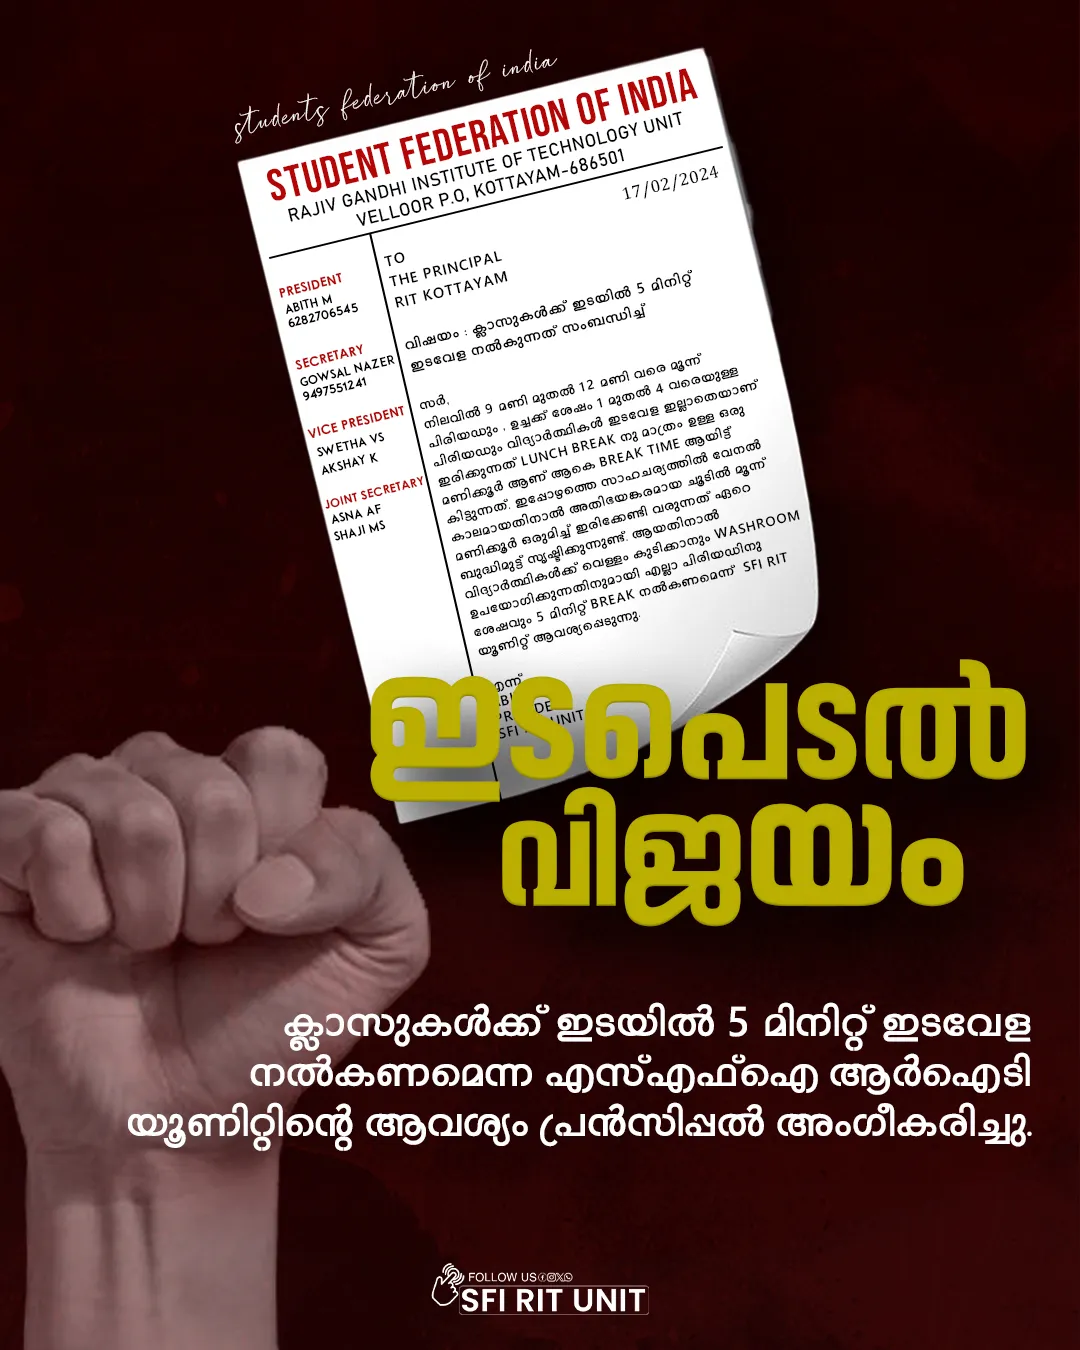 students federation of india
STUDENT FEDERATION OF INDIA
RAJIV GANDHI INSTITUTE OF TECHNOLOGY UNIT
VELLOOR P.O, KOTTAYAM-686501
17/02/2024
PRESIDENT
ABITH M
6282706545
SECRETARY
GOWSAL NAZER
9497551241
VICE PRESIDENT
SWETHA VS
AKSHAY K
JOINT SECRETARY
ASNA AF
SHAJI MS
TO
THE PRINCIPAL
RIT KOTTAYAM
വിഷയം : ക്ലാസുകൾക്ക് ഇടയിൽ 5 മിനിറ്റ്
ഇടവേള നൽകുന്നത് സംബന്ധിച്ച്
സർ,
നിലവിൽ 9 മണി മുതൽ 12 മണി വരെ മൂന്ന്
പിരിയഡും , ഉച്ചക്ക് ശേഷം 1 മുതൽ 4 വരെയുള്ള
പിരിയഡും വിദ്യാർത്ഥികൾ ഇടവേള ഇല്ലാതെയാണ്
ഇരിക്കുന്നത് LUNCH BREAK നു മാത്രം ഉള്ള ഒരു
മണിക്കൂർ ആണ് ആകെ BREAK TIME ആയിട്ട്
കിട്ടുന്നത്. ഇപ്പോഴത്തെ സാഹചര്യത്തിൽ വേനൽ
കാലമായതിനാൽ അതിഭയങ്കരമായ ചൂടിൽ മൂന്ന്
മണിക്കൂർ ഒരുമിച്ച് ഇരിക്കേണ്ടി വരുന്നത് ഏറെ
ബുദ്ധിമുട്ട് സൃഷ്ടിക്കുന്നുണ്ട്. ആയതിനാൽ
വിദ്യാർത്ഥികൾക്ക് വെള്ളം കുടിക്കാനും WASHROOM
ഉപയോഗിക്കുന്നതിനുമായി എല്ലാ പിരിയഡിനു
ശേഷവും 5 മിനിറ്റ് BREAK നൽകണമെന്ന് SFI RIT
യൂണിറ്റ് ആവശ്യപ്പെടുന്നു.
എന്ന്
SFI UNIT
ഇടപെടൽ
വിജയം
ക്ലാസുകൾക്ക് ഇടയിൽ 5 മിനിറ്റ് ഇടവേള
നൽകണമെന്ന എസ്എഫ്ഐ ആർഐടി
യൂണിറ്റിന്റെ ആവശ്യം പ്രൻസിപ്പൽ അംഗീകരിച്ചു.
FOLLOW US
SFI RIT UNIT